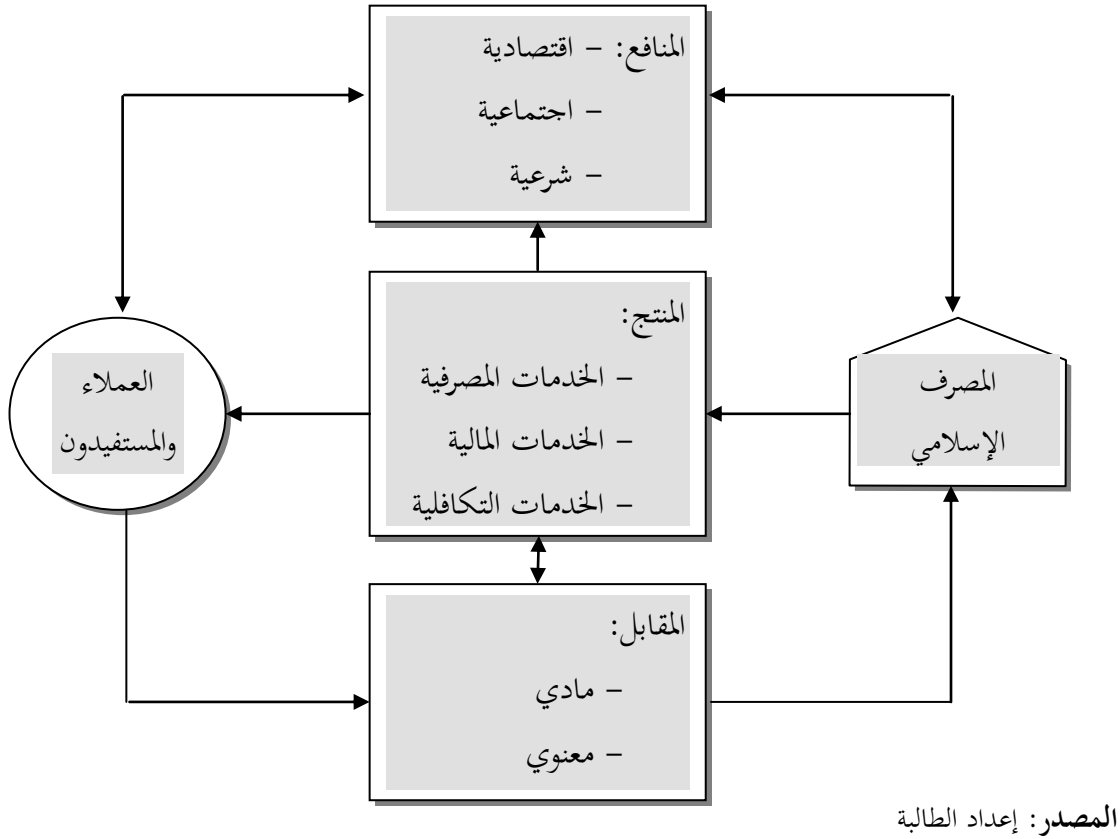 المنافع: – اقتصادية
– اجتماعية
– شرعية
المنتج:
– الخدمات المصرفية
– الخدمات المالية
– الخدمات التكافلية
المصرف
الإسلامي
العملاء
والمستفيدون
المقابل:
– مادي
– معنوي
المصدر: إعداد الطالبة